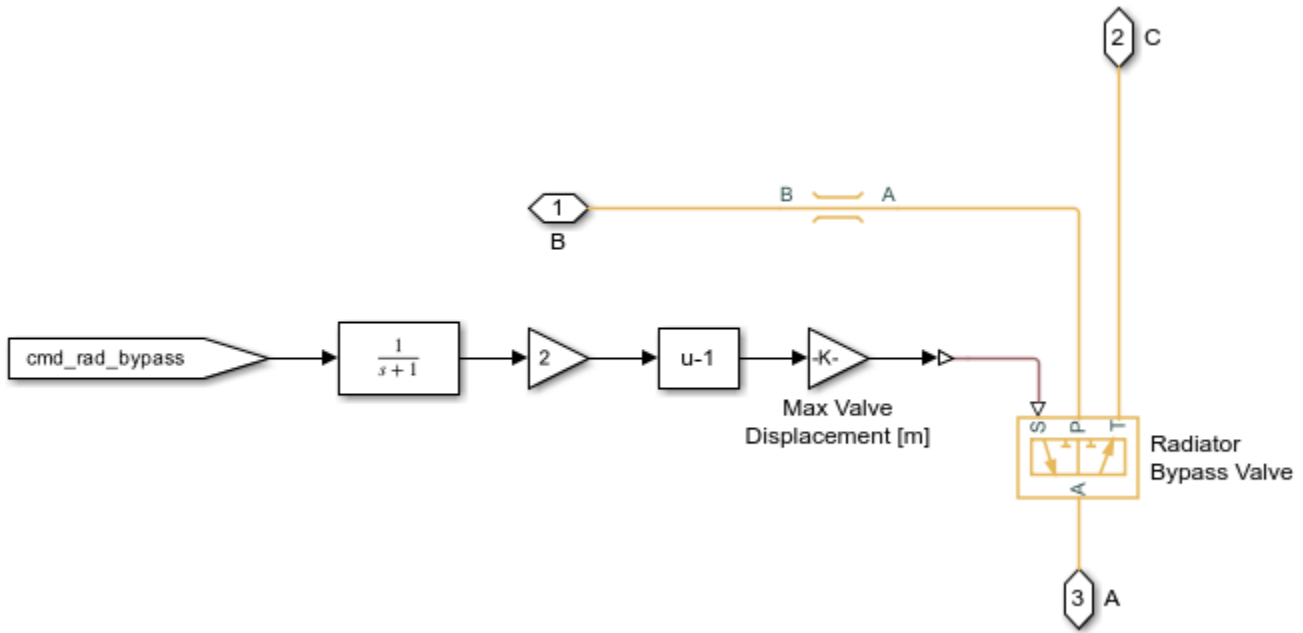 2 C
B A
1
B
cmd_rad_bypass
1
s + 1
2
u-1
-K-
Max Valve
Displacement [m]
S P T
A
Radiator
Bypass Valve
3 A